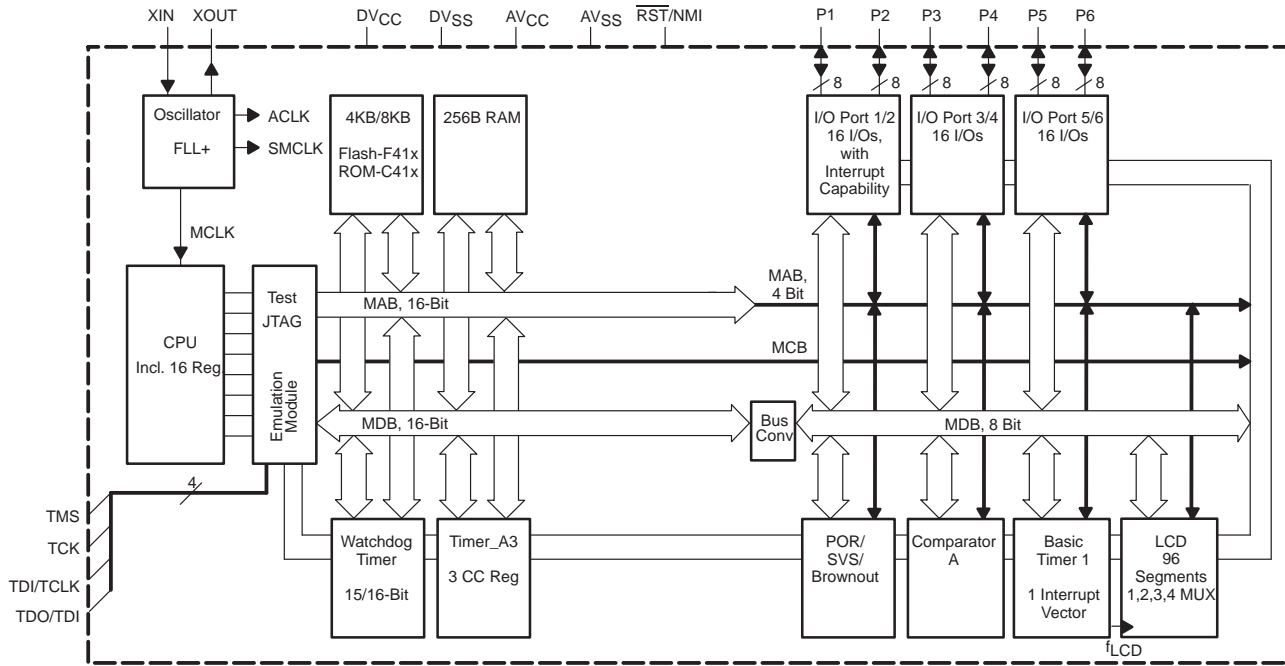 XIN XOUT DVCC DVSS AVCC AVSS RST/NMI P1 P2 P3 P4 P5 P6
8 8 8 8 8 8
Oscillator
FLL+
ACLK
SMCLK
4KB/8KB
Flash-F41x
ROM-C41x
256B RAM
I/O Port 1/2
16 I/Os,
with
Interrupt
Capability
I/O Port 3/4
16 I/Os
I/O Port 5/6
16 I/Os
MCLK
CPU
Incl. 16 Reg.
Test
JTAG
Emulation
Module
MAB, 16-Bit
MAB,
4 Bit
MCB
MDB, 16-Bit
Bus
Conv
MDB, 8 Bit
4
TMS
TCK
TDI/TCLK
TDO/TDI
Watchdog
Timer
15/16-Bit
Timer_A3
3 CC Reg
POR/
SVS/
Brownout
Comparator
A
Basic
Timer 1
1 Interrupt
Vector
LCD
96
Segments
1,2,3,4 MUX
fLCD